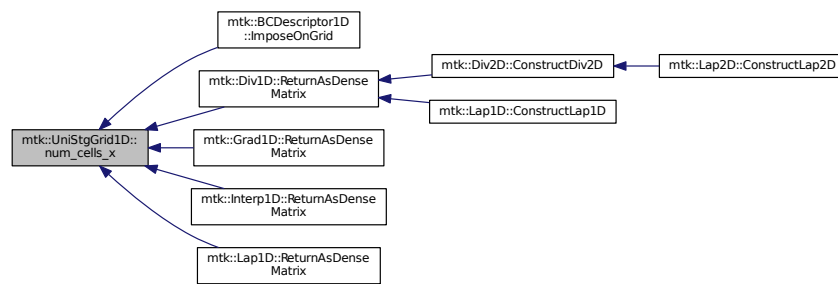 mtk::BCDescriptor1D
::ImposeOnGrid
mtk::Div1D::ReturnAsDense
Matrix
mtk::Div2D::ConstructDiv2D
mtk::Lap2D::ConstructLap2D
mtk::Lap1D::ConstructLap1D
mtk::UniStgGrid1D::
num_cells_x
mtk::Grad1D::ReturnAsDense
Matrix
mtk::Interp1D::ReturnAsDense
Matrix
mtk::Lap1D::ReturnAsDense
Matrix